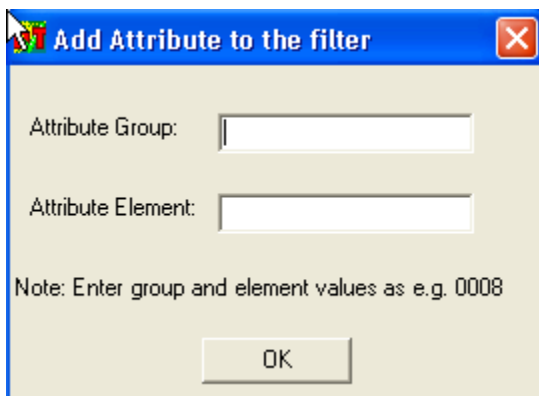 Add Attribute to the filter
Attribute Group:
Attribute Element:
Note: Enter group and element values as e.g. 0008
OK